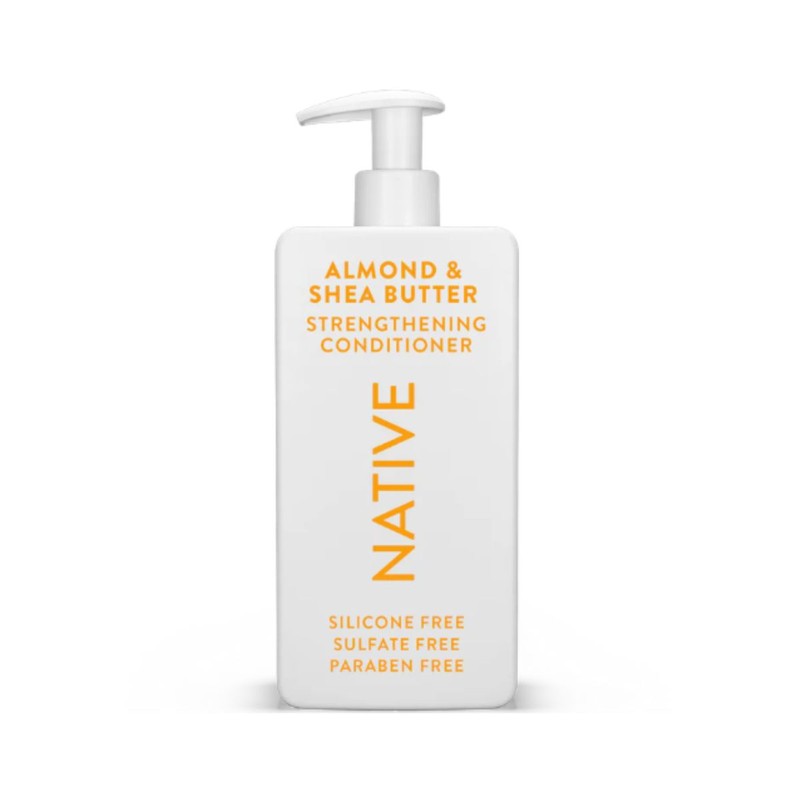 ALMOND &
SHEA BUTTER
STRENGTHENING
CONDITIONER
NATIVE
SILICONE FREE
SULFATE FREE
PARABEN FREE